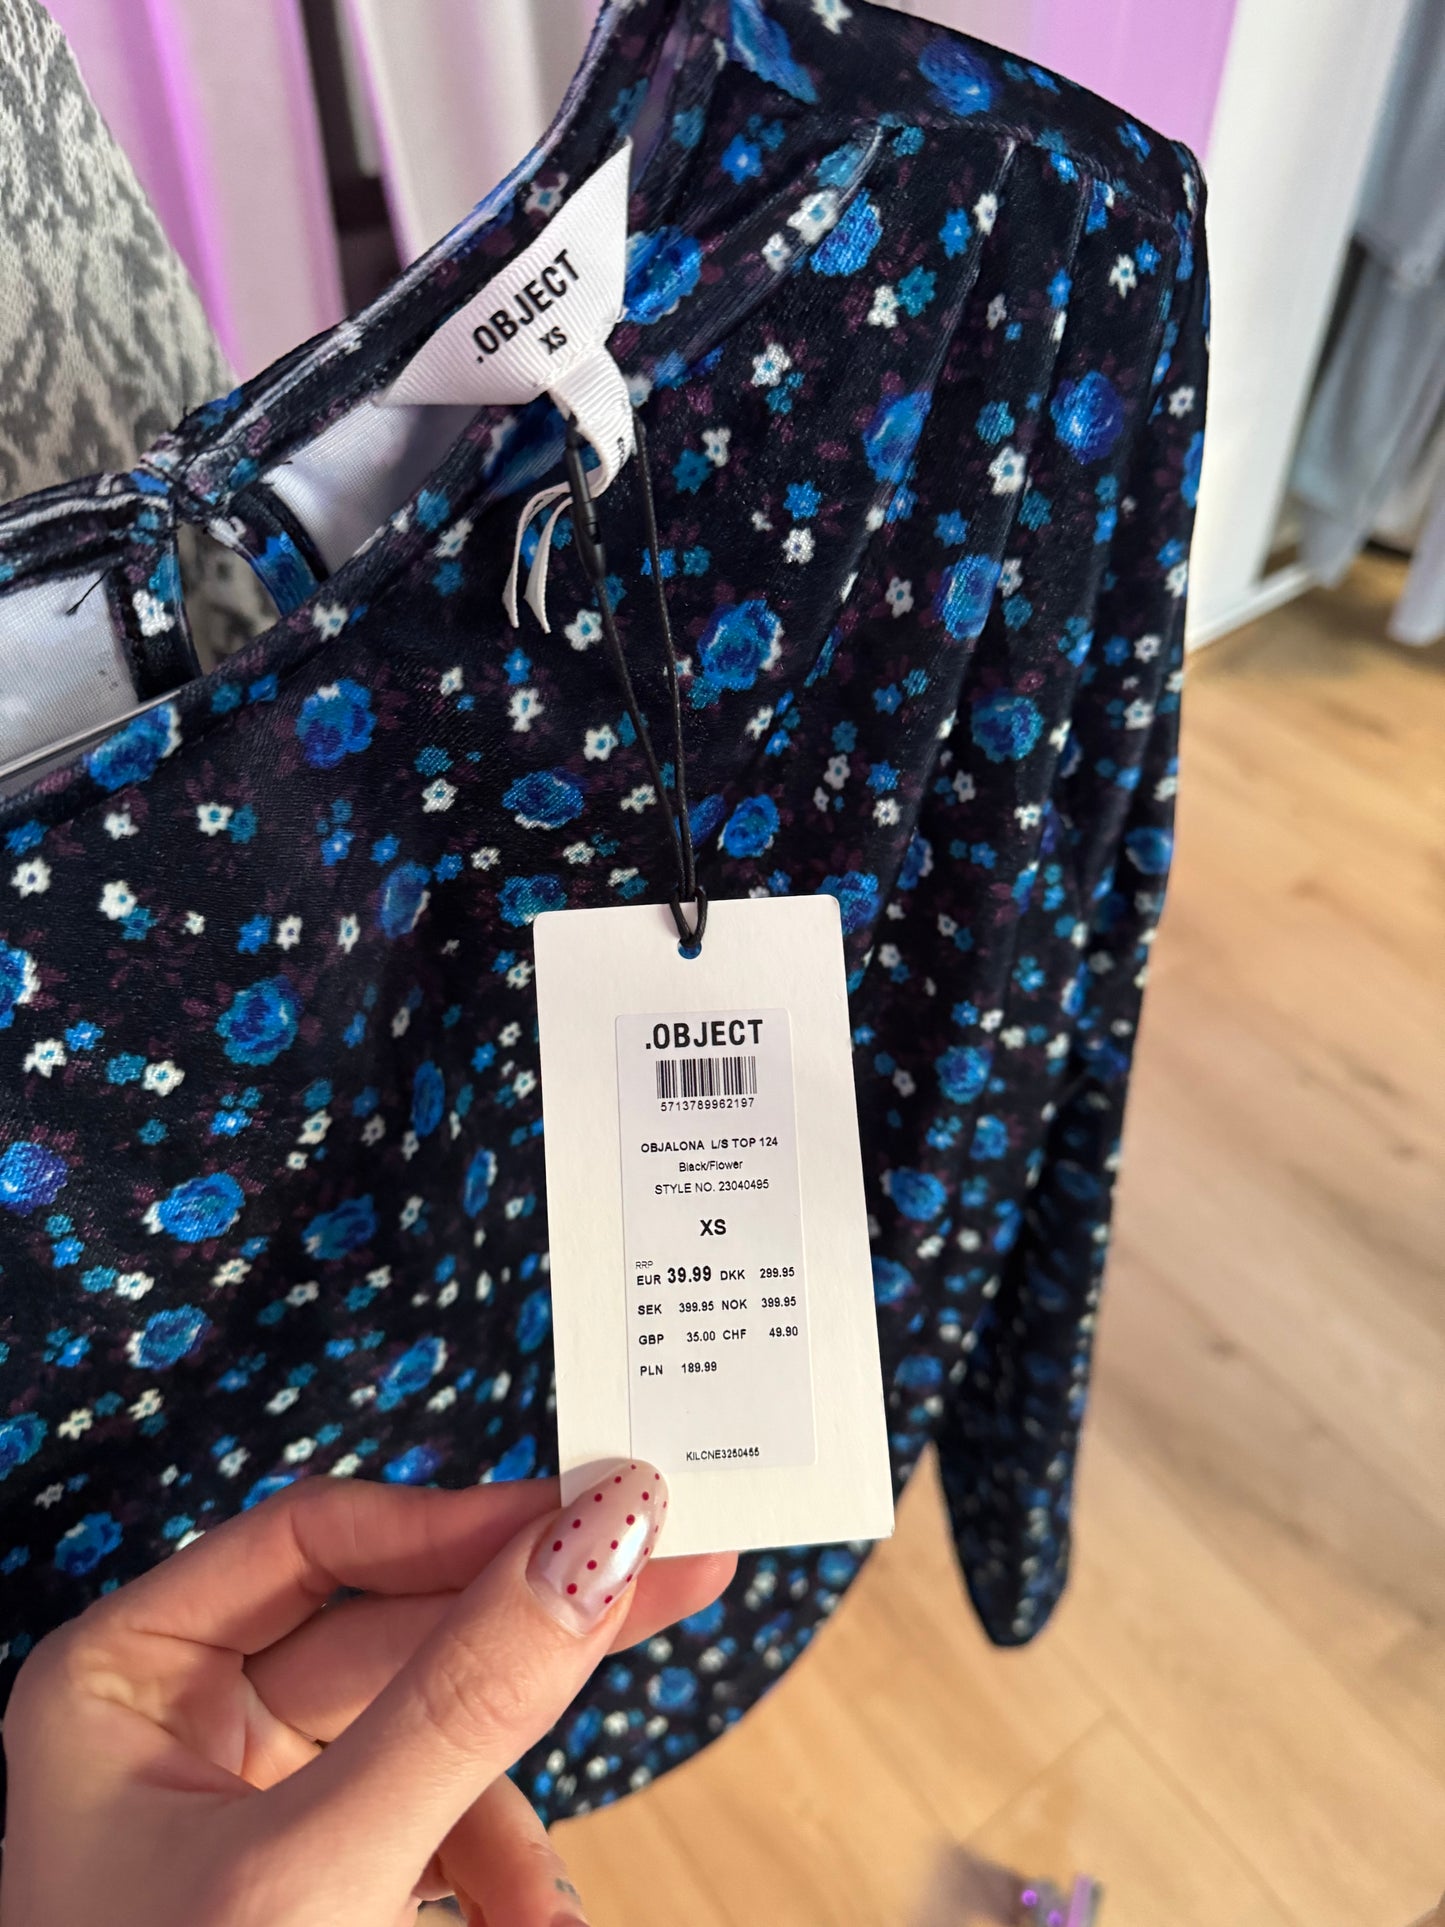 .OBJECT
XS
.OBJECT
5713789962197
OBJALONA L/S TOP 124
Black/Flower
STYLE NO. 23040495
XS
RRP
EUR 39.99 DKK 299.95
SEK 399.95 NOK 399.95
GBP 35.00 CHF 49.90
PLN 189.99
KILCNE3250455